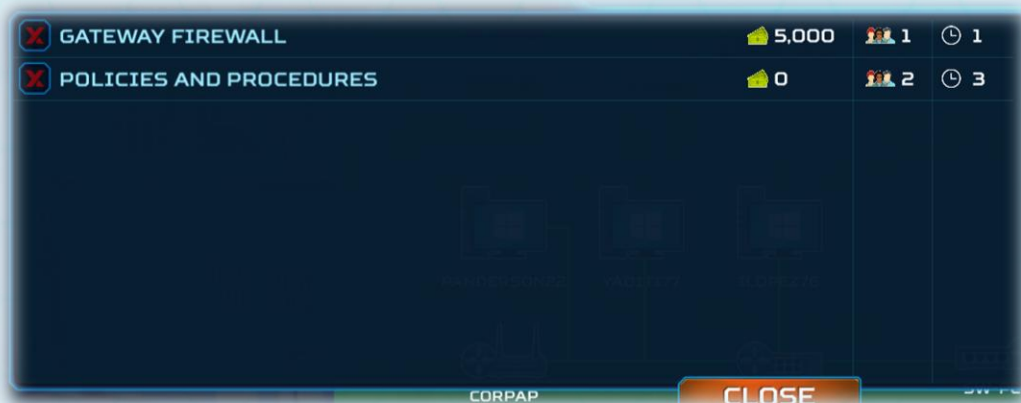 GATEWAY FIREWALL 5,000 1 1
POLICIES AND PROCEDURES 0 2 3
CORPAP
CLOSE